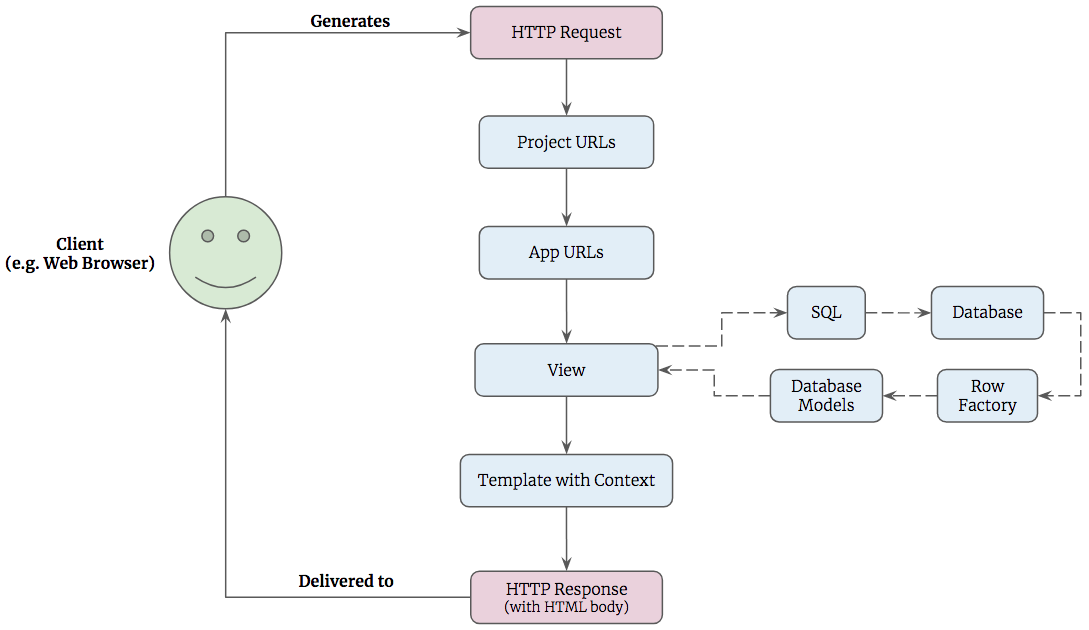 Generates
HTTP Request
Project URLs
App URLs
Client
(e.g. Web Browser)
SQL
Database
View
Database
Models
Row
Factory
Template with Context
Delivered to
HTTP Response
(with HTML body)